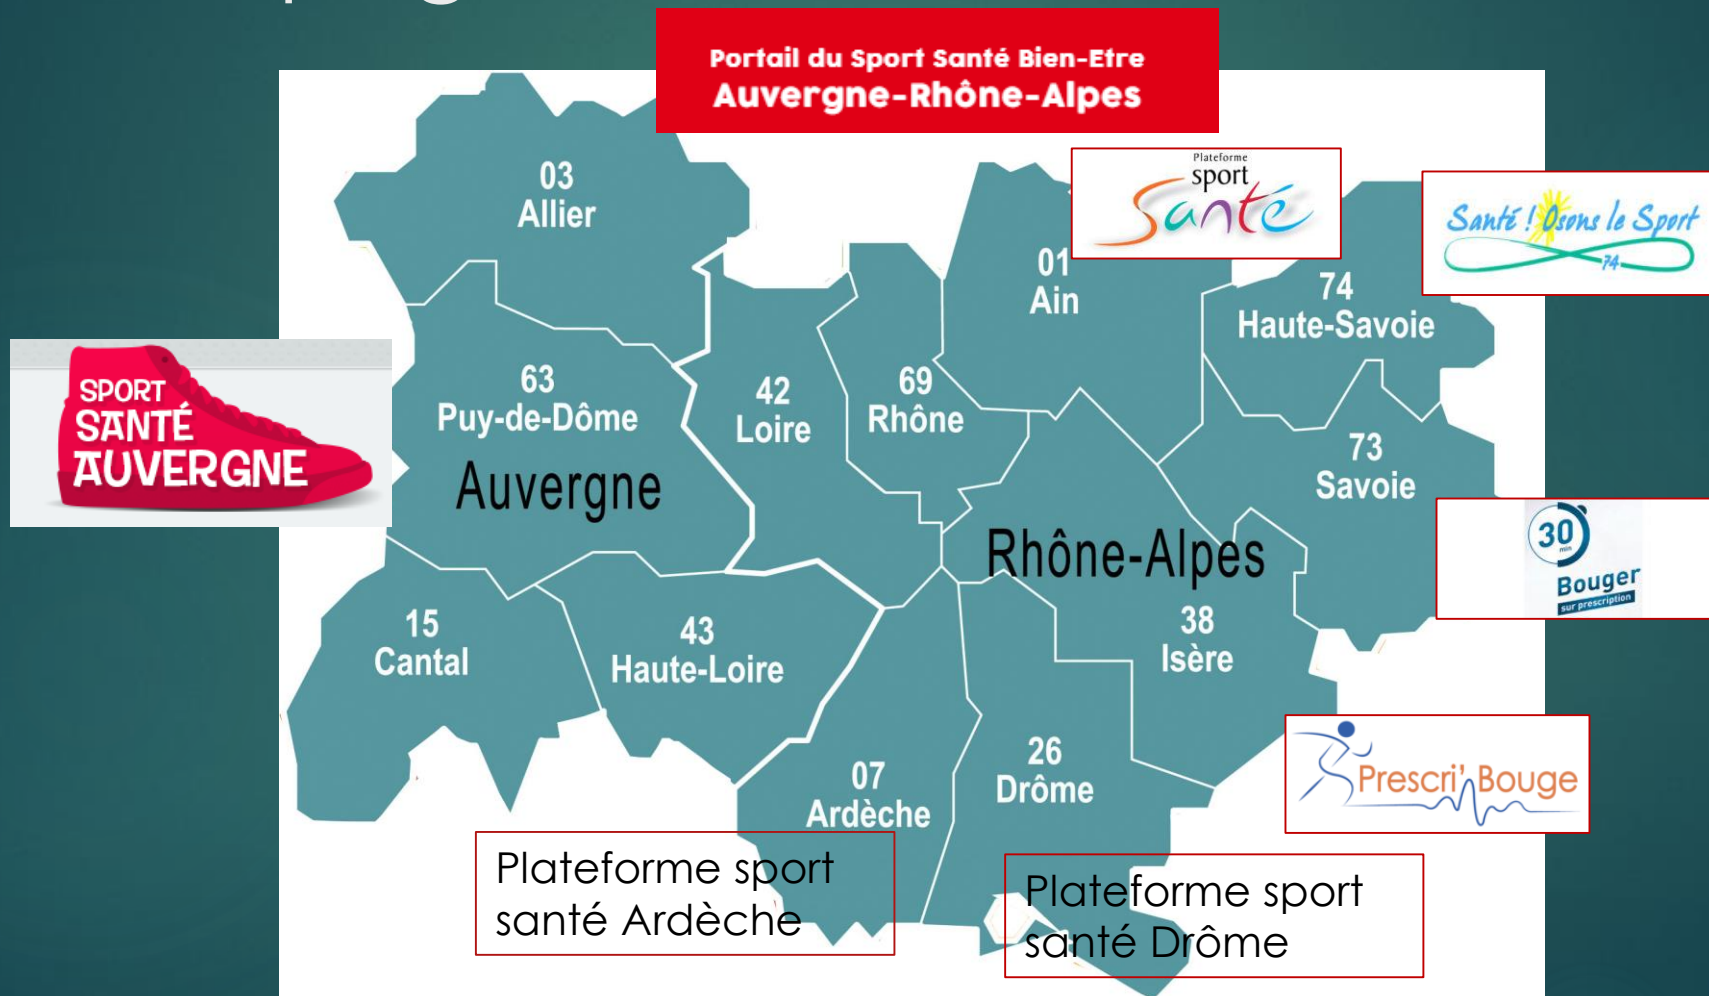 Portail du Sport Santé Bien-Etre
Auvergne-Rhône-Alpes
03
Allier
Plateforme
sport
Santé
Santé ! Osons le Sport
74
01
Ain
74
Haute-Savoie
SPORT
SANTÉ
AUVERGNE
63
Puy-de-Dôme
42
Loire
69
Rhône
73
Savoie
Auvergne
Rhône-Alpes
30
min
Bouger
sur prescription
15
Cantal
43
Haute-Loire
38
Isère
07
Ardèche
26
Drôme
Prescri'Bouge
Plateforme sport
santé Ardèche
Plateforme sport
santé Drôme